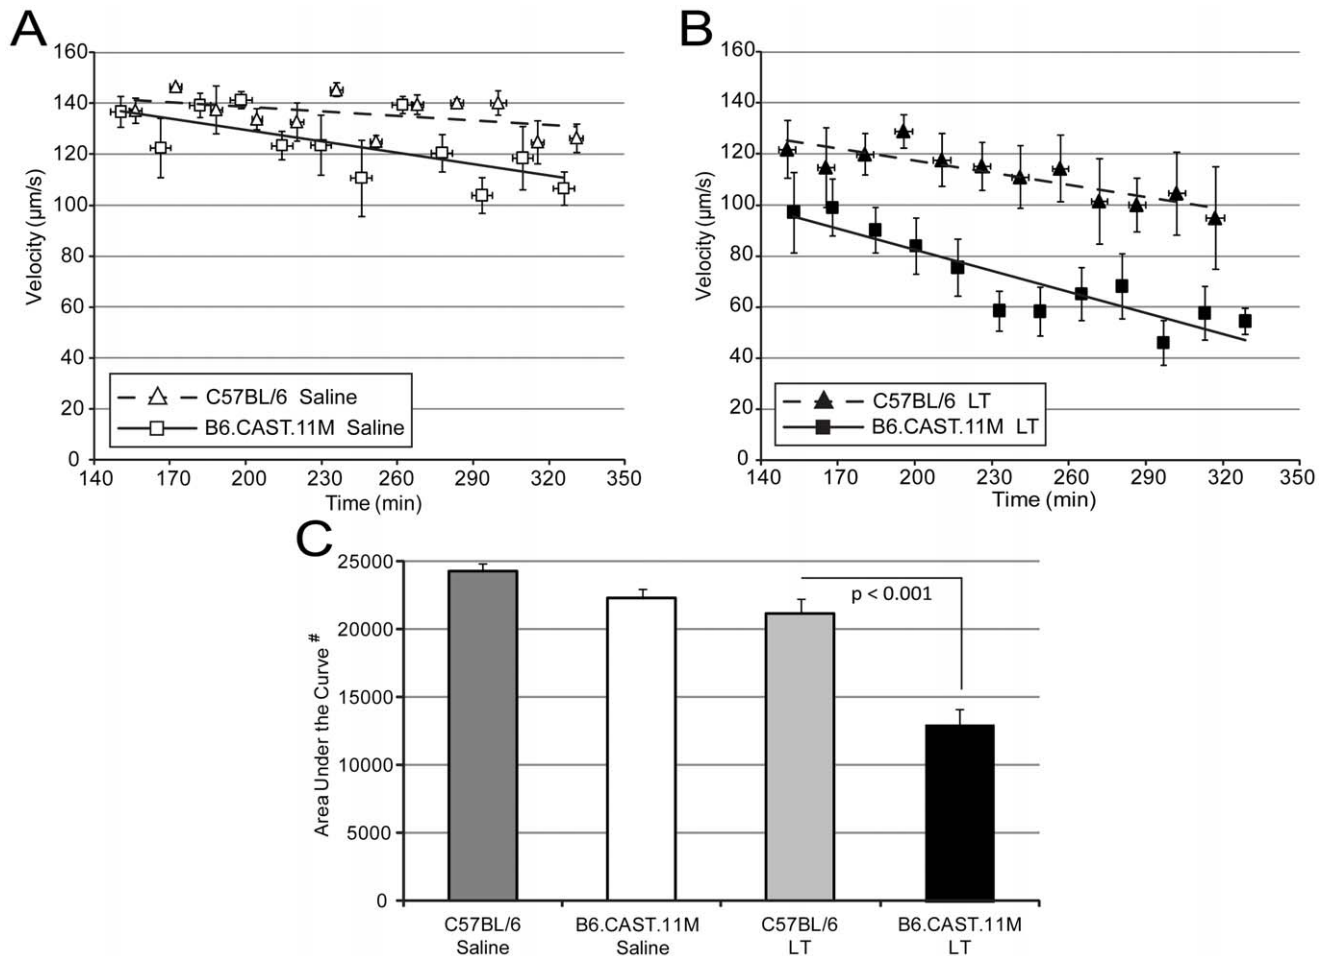 A
160
140
120
100
80
60
40
20
0
Velocity (µm/s)
C57BL/6 Saline
B6.CAST.11M Saline
140 170 200 230 260 290 320 350
Time (min)
B
160
140
120
100
80
60
40
20
0
Velocity (µm/s)
C57BL/6 LT
B6.CAST.11M LT
140 170 200 230 260 290 320 350
Time (min)
C
25000
20000
15000
10000
5000
0
Area Under the Curve #
p < 0.001
C57BL/6
Saline
B6.CAST.11M
Saline
C57BL/6
LT
B6.CAST.11M
LT